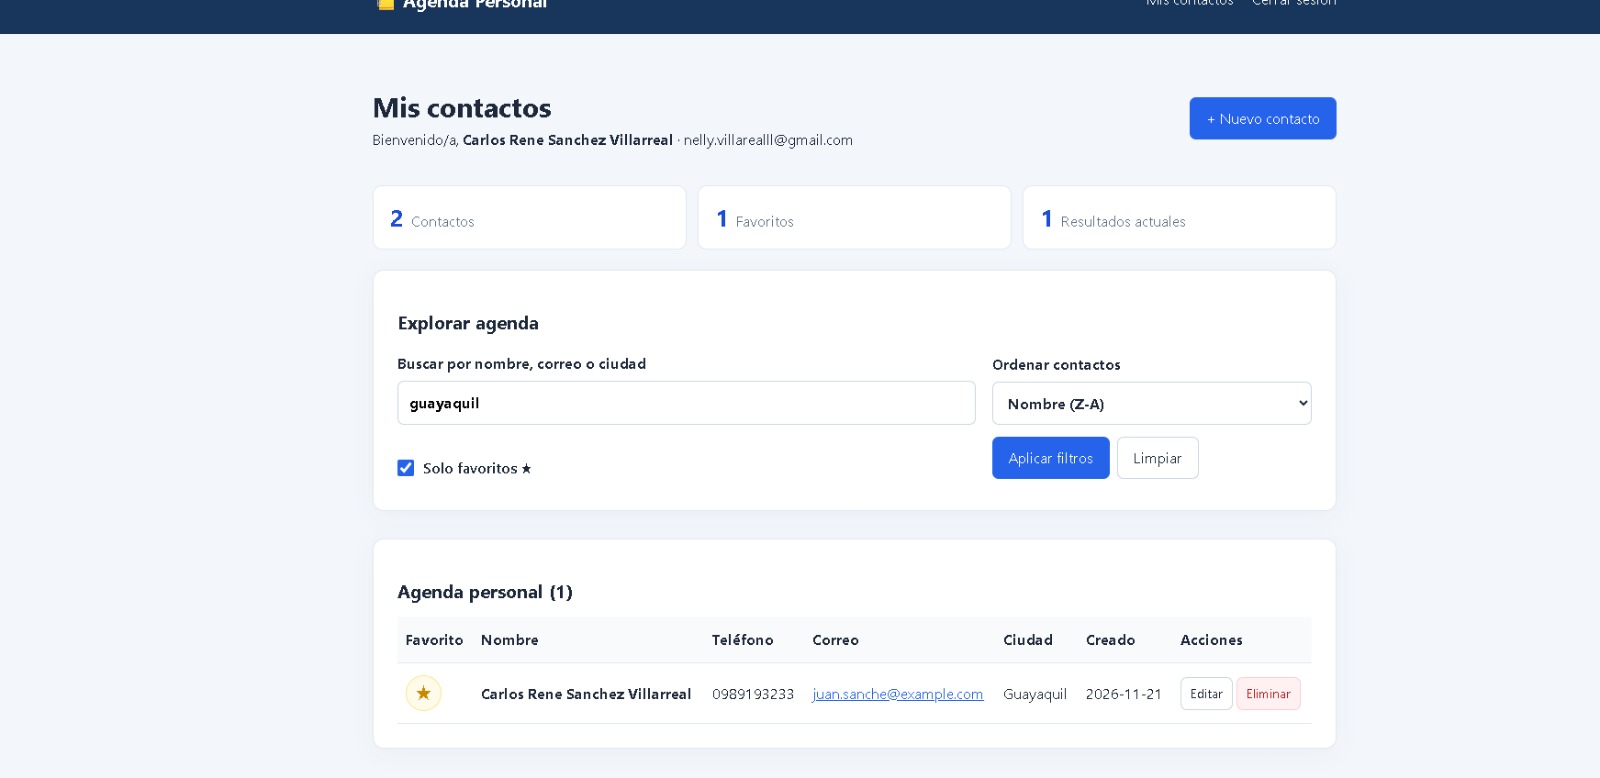 Agenda Personal
Mis contactos Cerrar sesión
Mis contactos
Bienvenido/a, Carlos Rene Sanchez Villarreal · nelly.villarealll@gmail.com
+ Nuevo contacto
2 Contactos
1 Favoritos
1 Resultados actuales
Explorar agenda
Buscar por nombre, correo o ciudad
guayaquil
Ordenar contactos
Nombre (Z-A)
Solo favoritos ★
Aplicar filtros
Limpiar
Agenda personal (1)
Favorito Nombre Teléfono Correo Ciudad Creado Acciones
★ Carlos Rene Sanchez Villarreal 0989193233 juan.sanche@example.com Guayaquil 2026-11-21 Editar Eliminar